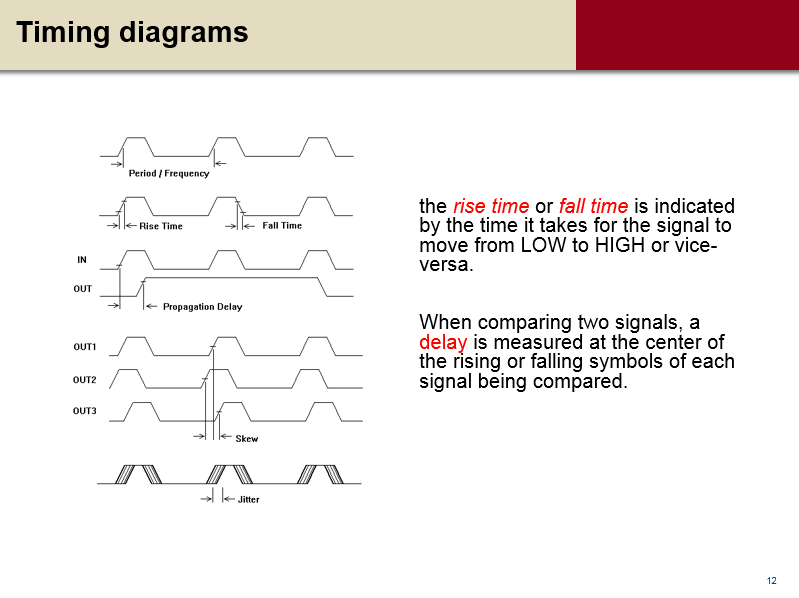 Timing diagrams
Period / Frequency
Rise Time
Fall Time
IN
OUT
Propagation Delay
OUT1
OUT2
OUT3
Skew
Jitter
the rise time or fall time is indicated
by the time it takes for the signal to
move from LOW to HIGH or vice-
versa.
When comparing two signals, a
delay is measured at the center of
the rising or falling symbols of each
signal being compared.
12